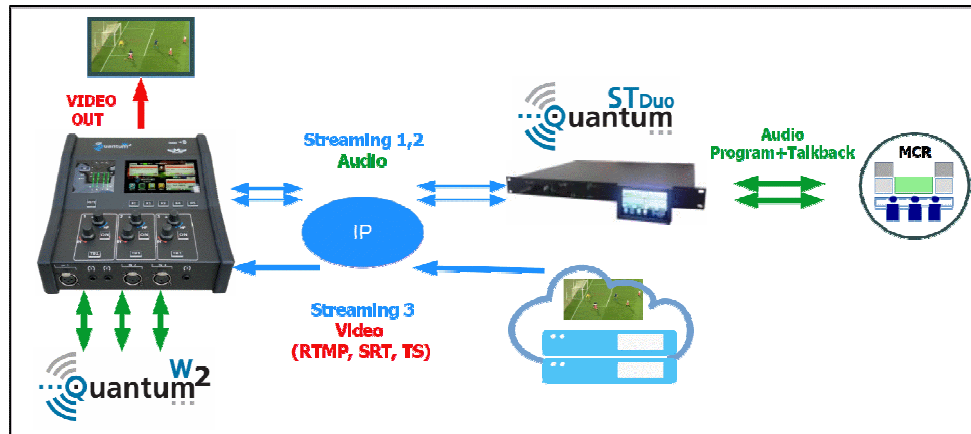 VIDEO
OUT
Streaming 1,2
Audio
ST Duo
Quantum
Audio
Program+Talkback
MCR
IP
Streaming 3
Video
(RTMP, SRT, TS)
W2
Quantum